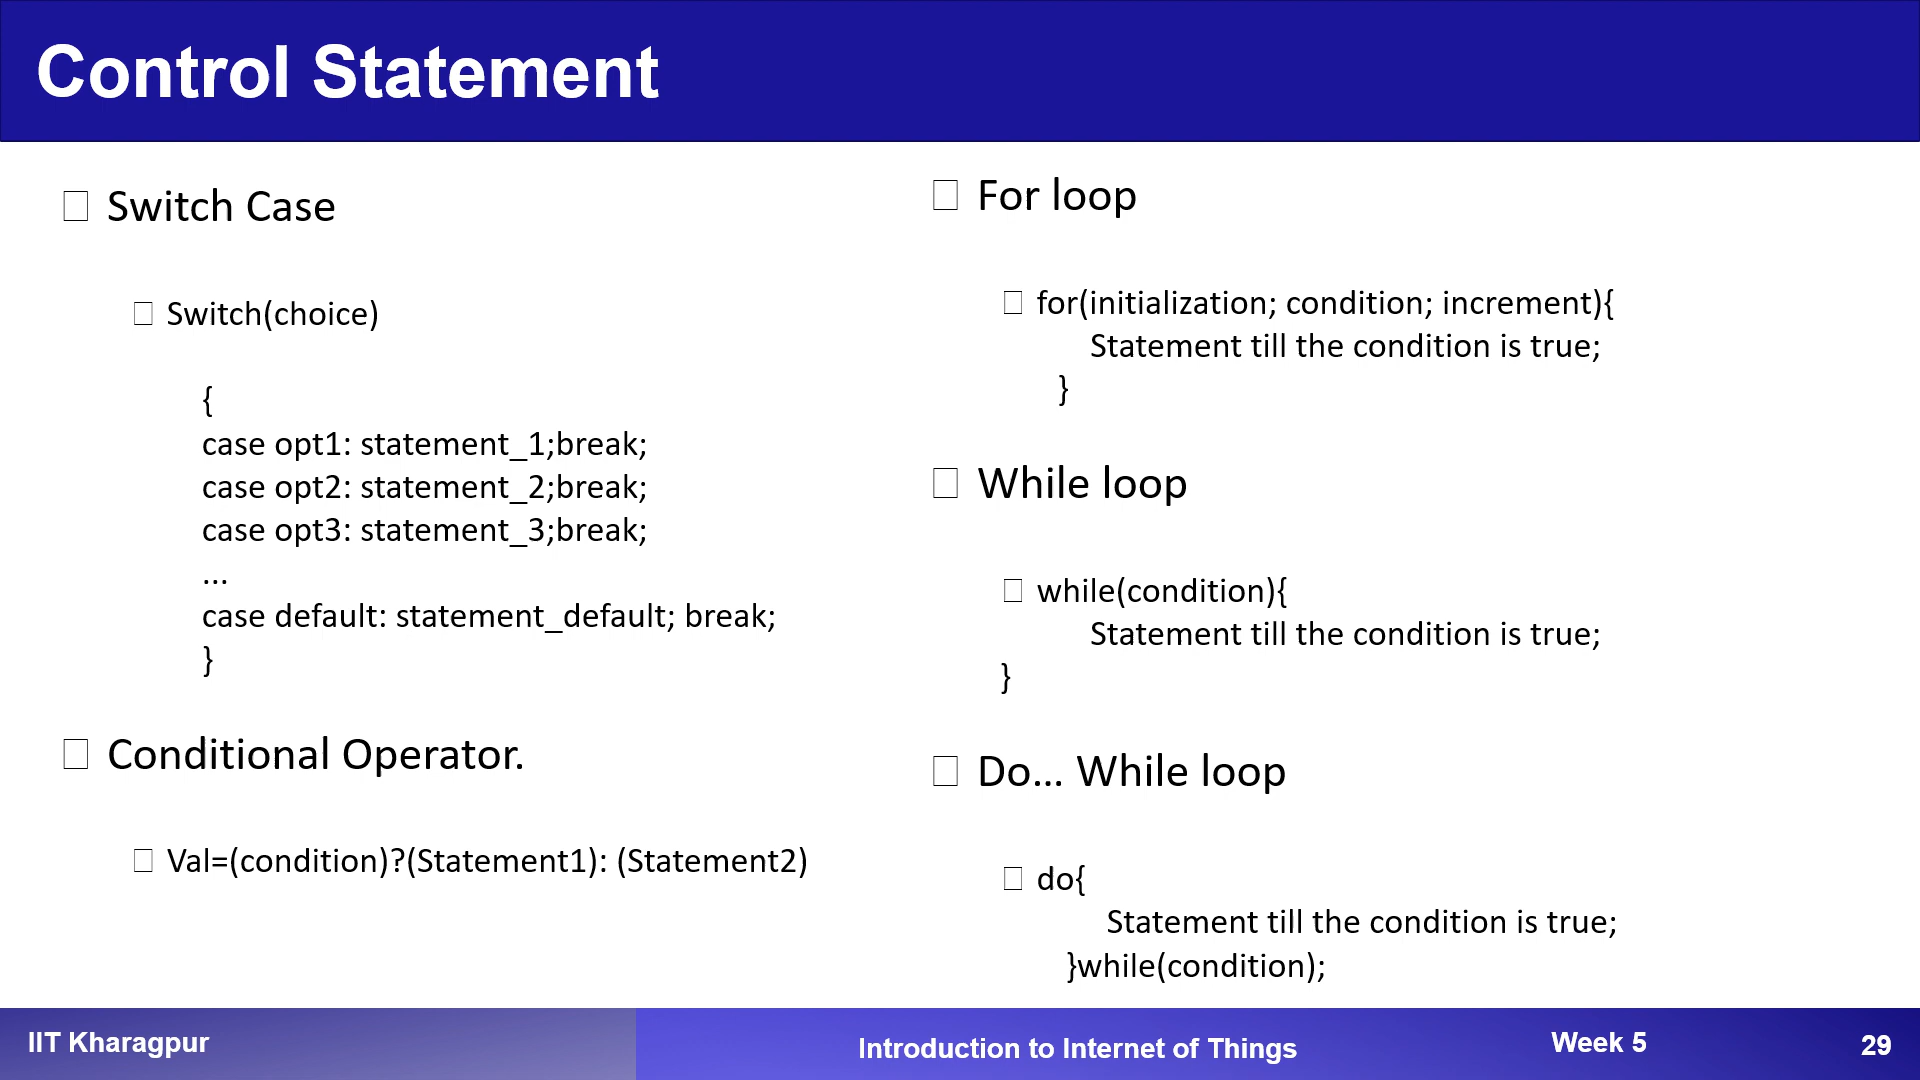 Control Statement
Switch Case
Switch(choice)
{
case opt1: statement_1;break;
case opt2: statement_2;break;
case opt3: statement_3;break;
...
case default: statement_default; break;
}
Conditional Operator.
Val=(condition)?(Statement1): (Statement2)
For loop
for(initialization; condition; increment){
Statement till the condition is true;
}
While loop
while(condition){
Statement till the condition is true;
}
Do... While loop
do{
Statement till the condition is true;
}while(condition);
IIT Kharagpur
Introduction to Internet of Things
Week 5
29